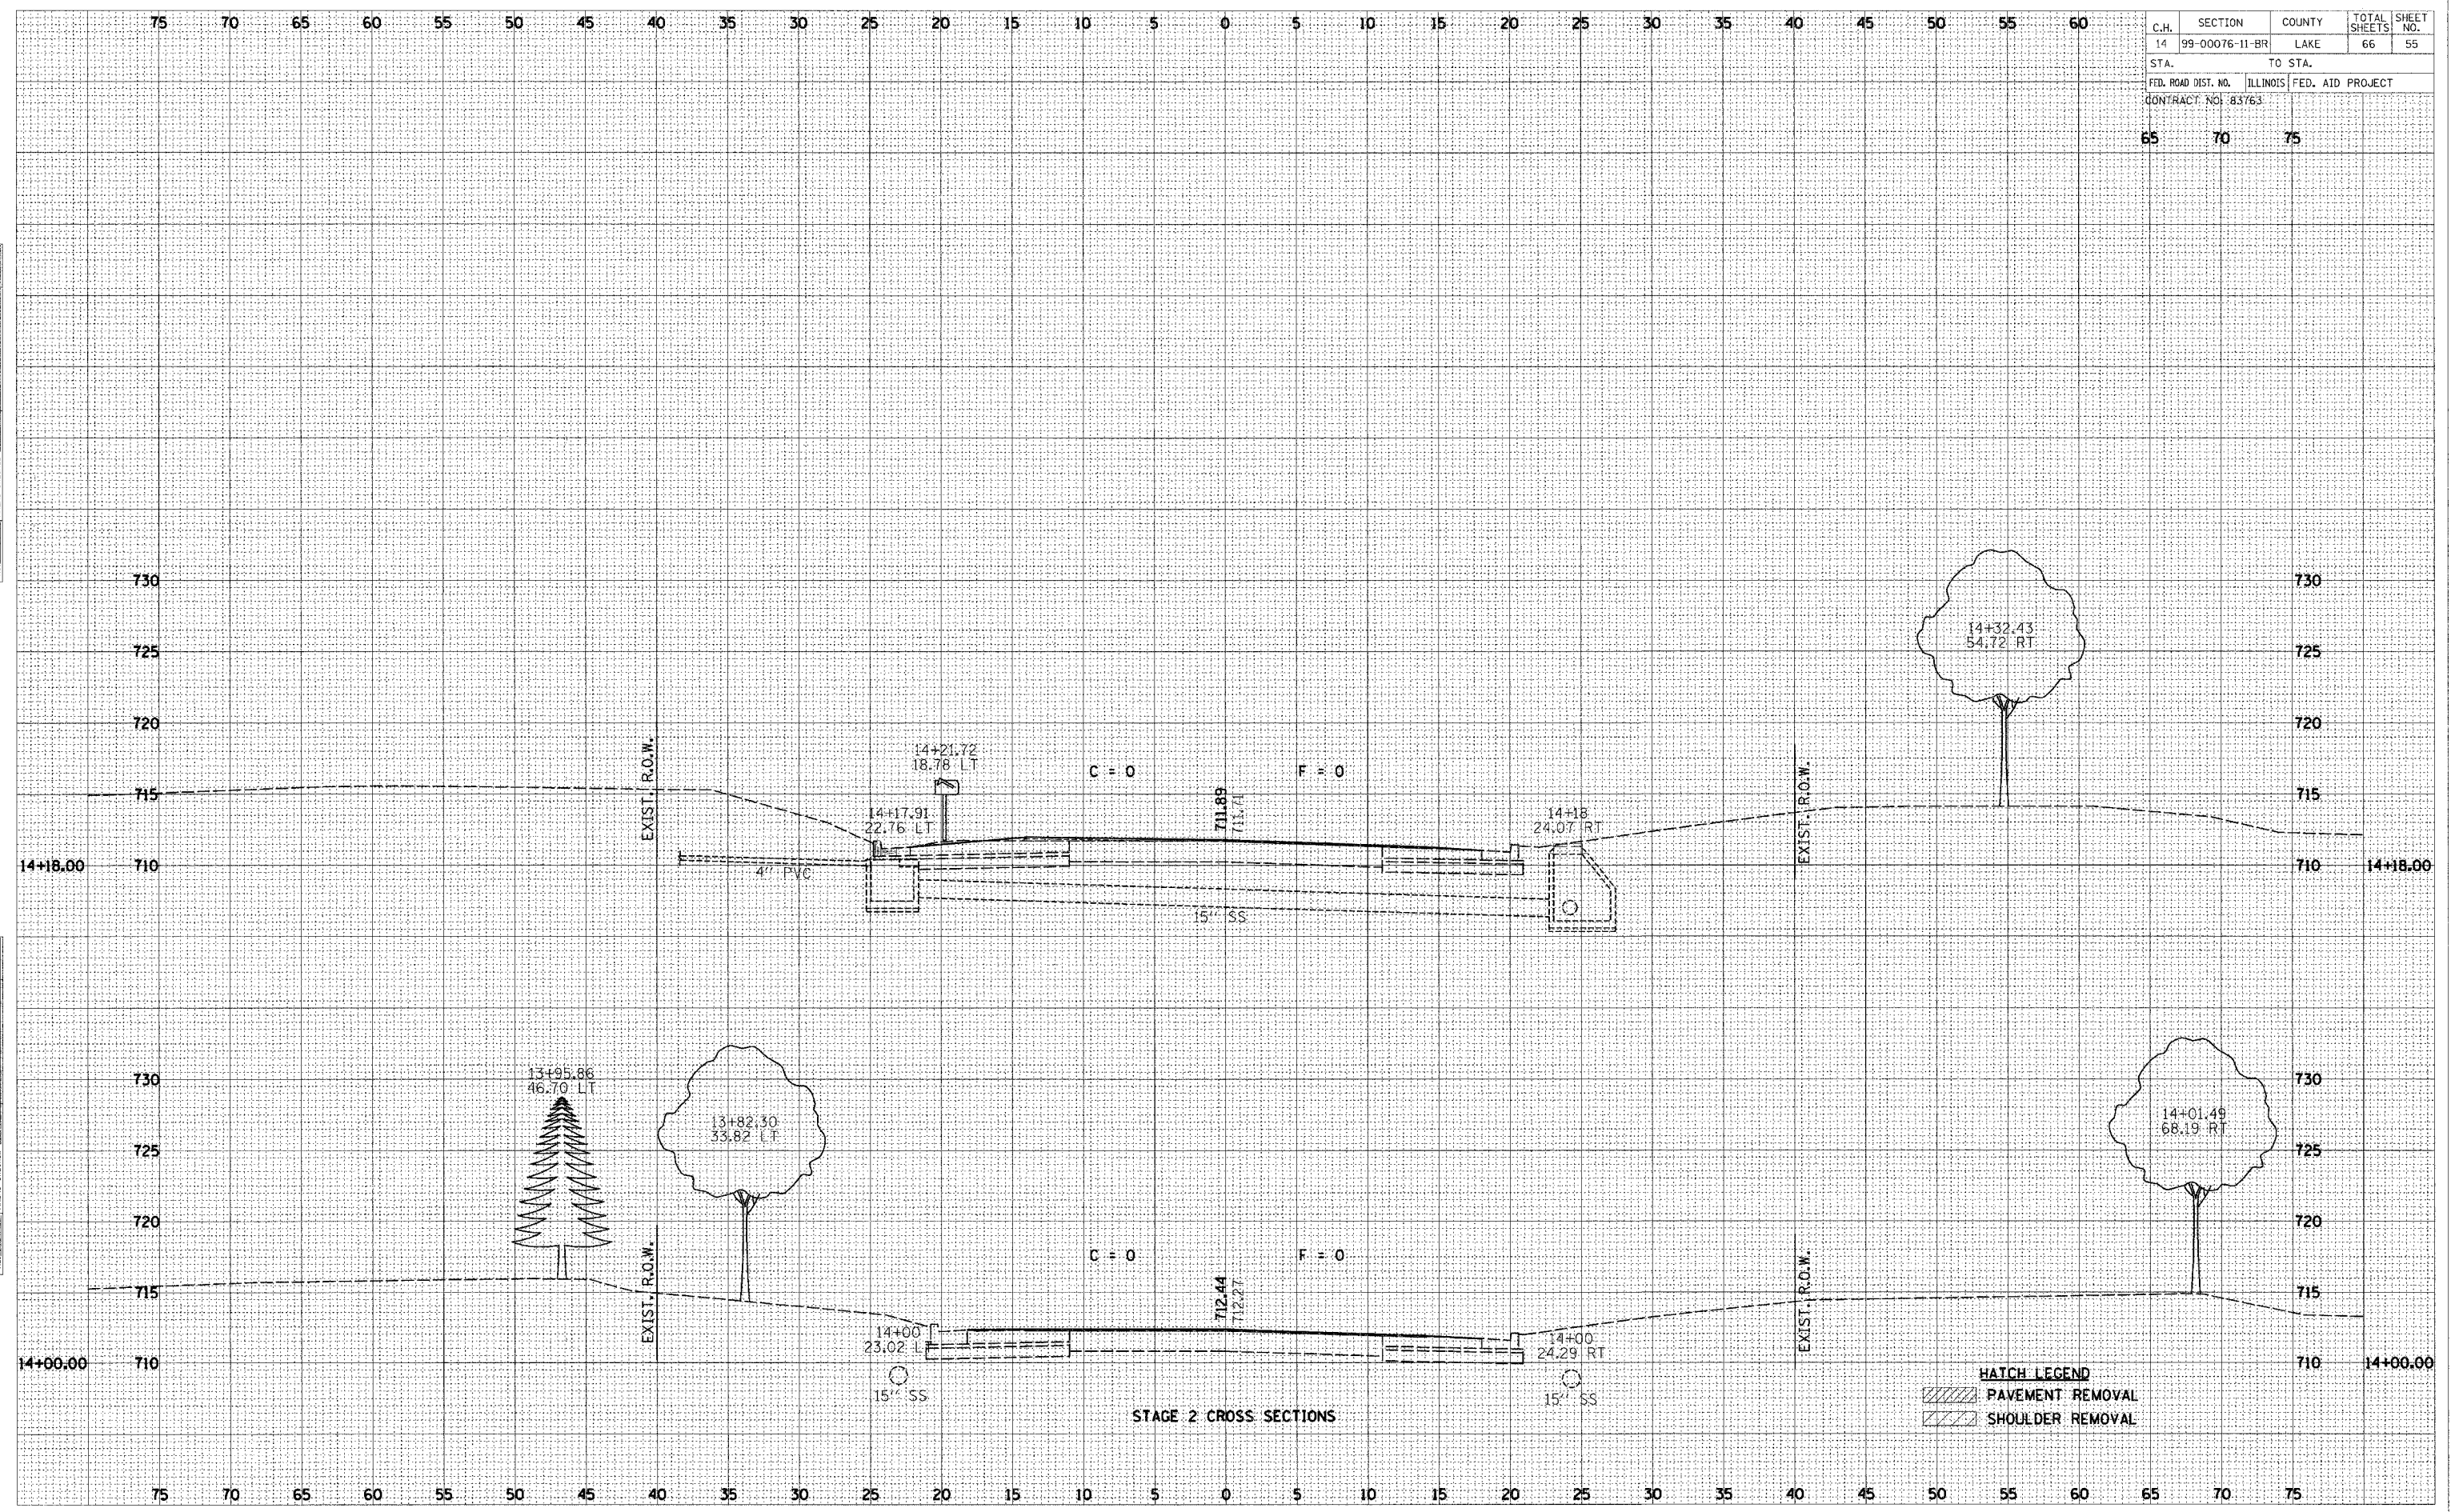 75 70 65 60 55 50 45 40 35 30 25 20 15 10 5 0 5 10 15 20 25 30 35 40 45 50 55 60
C.H. SECTION COUNTY TOTAL SHEETS SHEET NO.
14 99-00076-11-BR LAKE 66 55
STA. TO STA.
FED. ROAD DIST. NO. ILLINOIS FED. AID PROJECT
CONTRACT NO: 83763
65 70 75
730 730
14+32.43
54.72 RT
725 725
720 720
EXIST. R.O.W.
14+21.72
18.78 LT
C = 0 F = 0
EXIST. R.O.W.
715 715
711.89
711.71
14+17.91
22.76 LT
14+18
24.07 RT
14+18.00 710 710 14+18.00
4" PVC
15" SS
730 730
13+95.86
46.70 LT
13+82.30
33.82 LT
14+01.49
68.19 RT
725 725
720 720
EXIST. R.O.W.
C = 0 F = 0
EXIST. R.O.W.
715 715
712.44
712.27
14+00
23.02 L
14+00
24.29 RT
14+00.00 710 710 14+00.00
15" SS
15" SS
HATCH LEGEND
PAVEMENT REMOVAL
SHOULDER REMOVAL
STAGE 2 CROSS SECTIONS
75 70 65 60 55 50 45 40 35 30 25 20 15 10 5 0 5 10 15 20 25 30 35 40 45 50 55 60 65 70 75